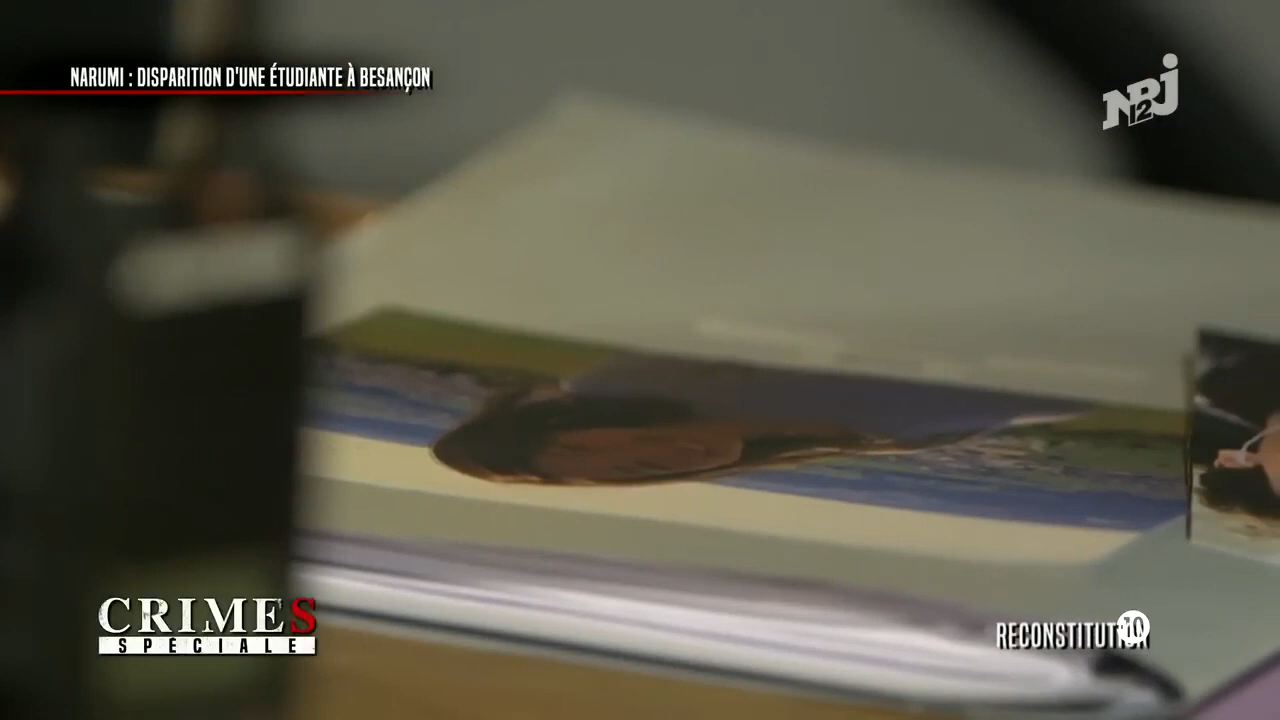 NARUMI : DISPARITION D'UNE ÉTUDIANTE À BESANÇON
NRJ
12
CRIMES
SPÉCIALE
RECONSTITUTION
10